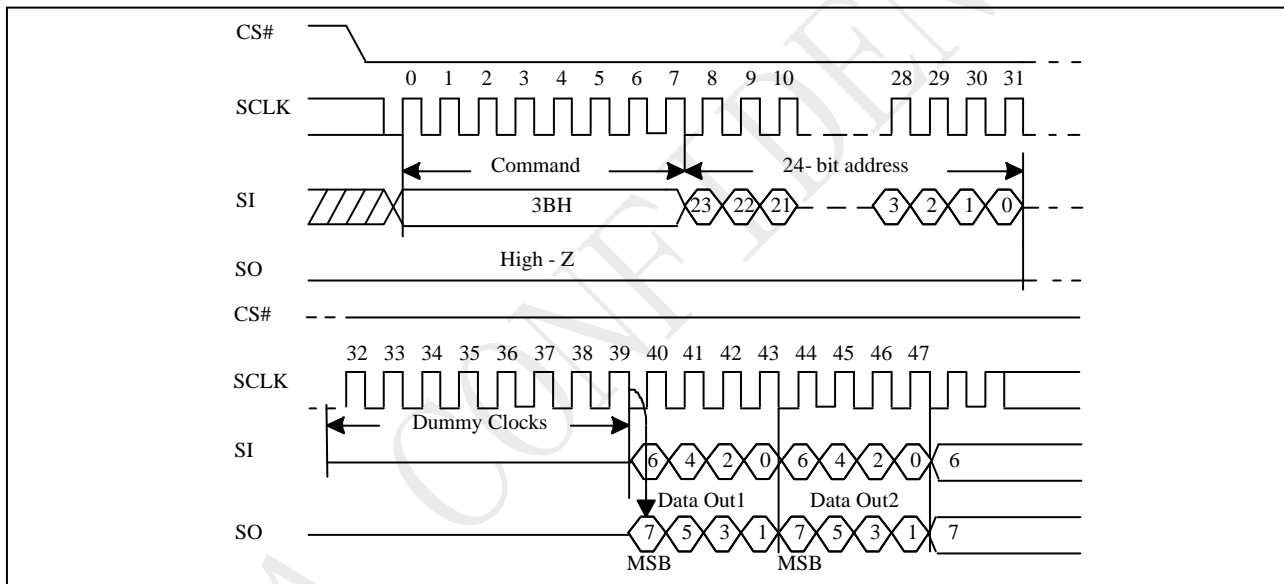 CS#
0 1 2 3 4 5 6 7 8 9 10 28 29 30 31
SCLK
Command 24- bit address
SI 3BH 23 22 21 3 2 1 0
High - Z
SO
CS#
32 33 34 35 36 37 38 39 40 41 42 43 44 45 46 47
SCLK
Dummy Clocks
SI 6 4 2 0 6 4 2 0 6
Data Out1 Data Out2
SO 7 5 3 1 7 5 3 1 7
MSB MSB